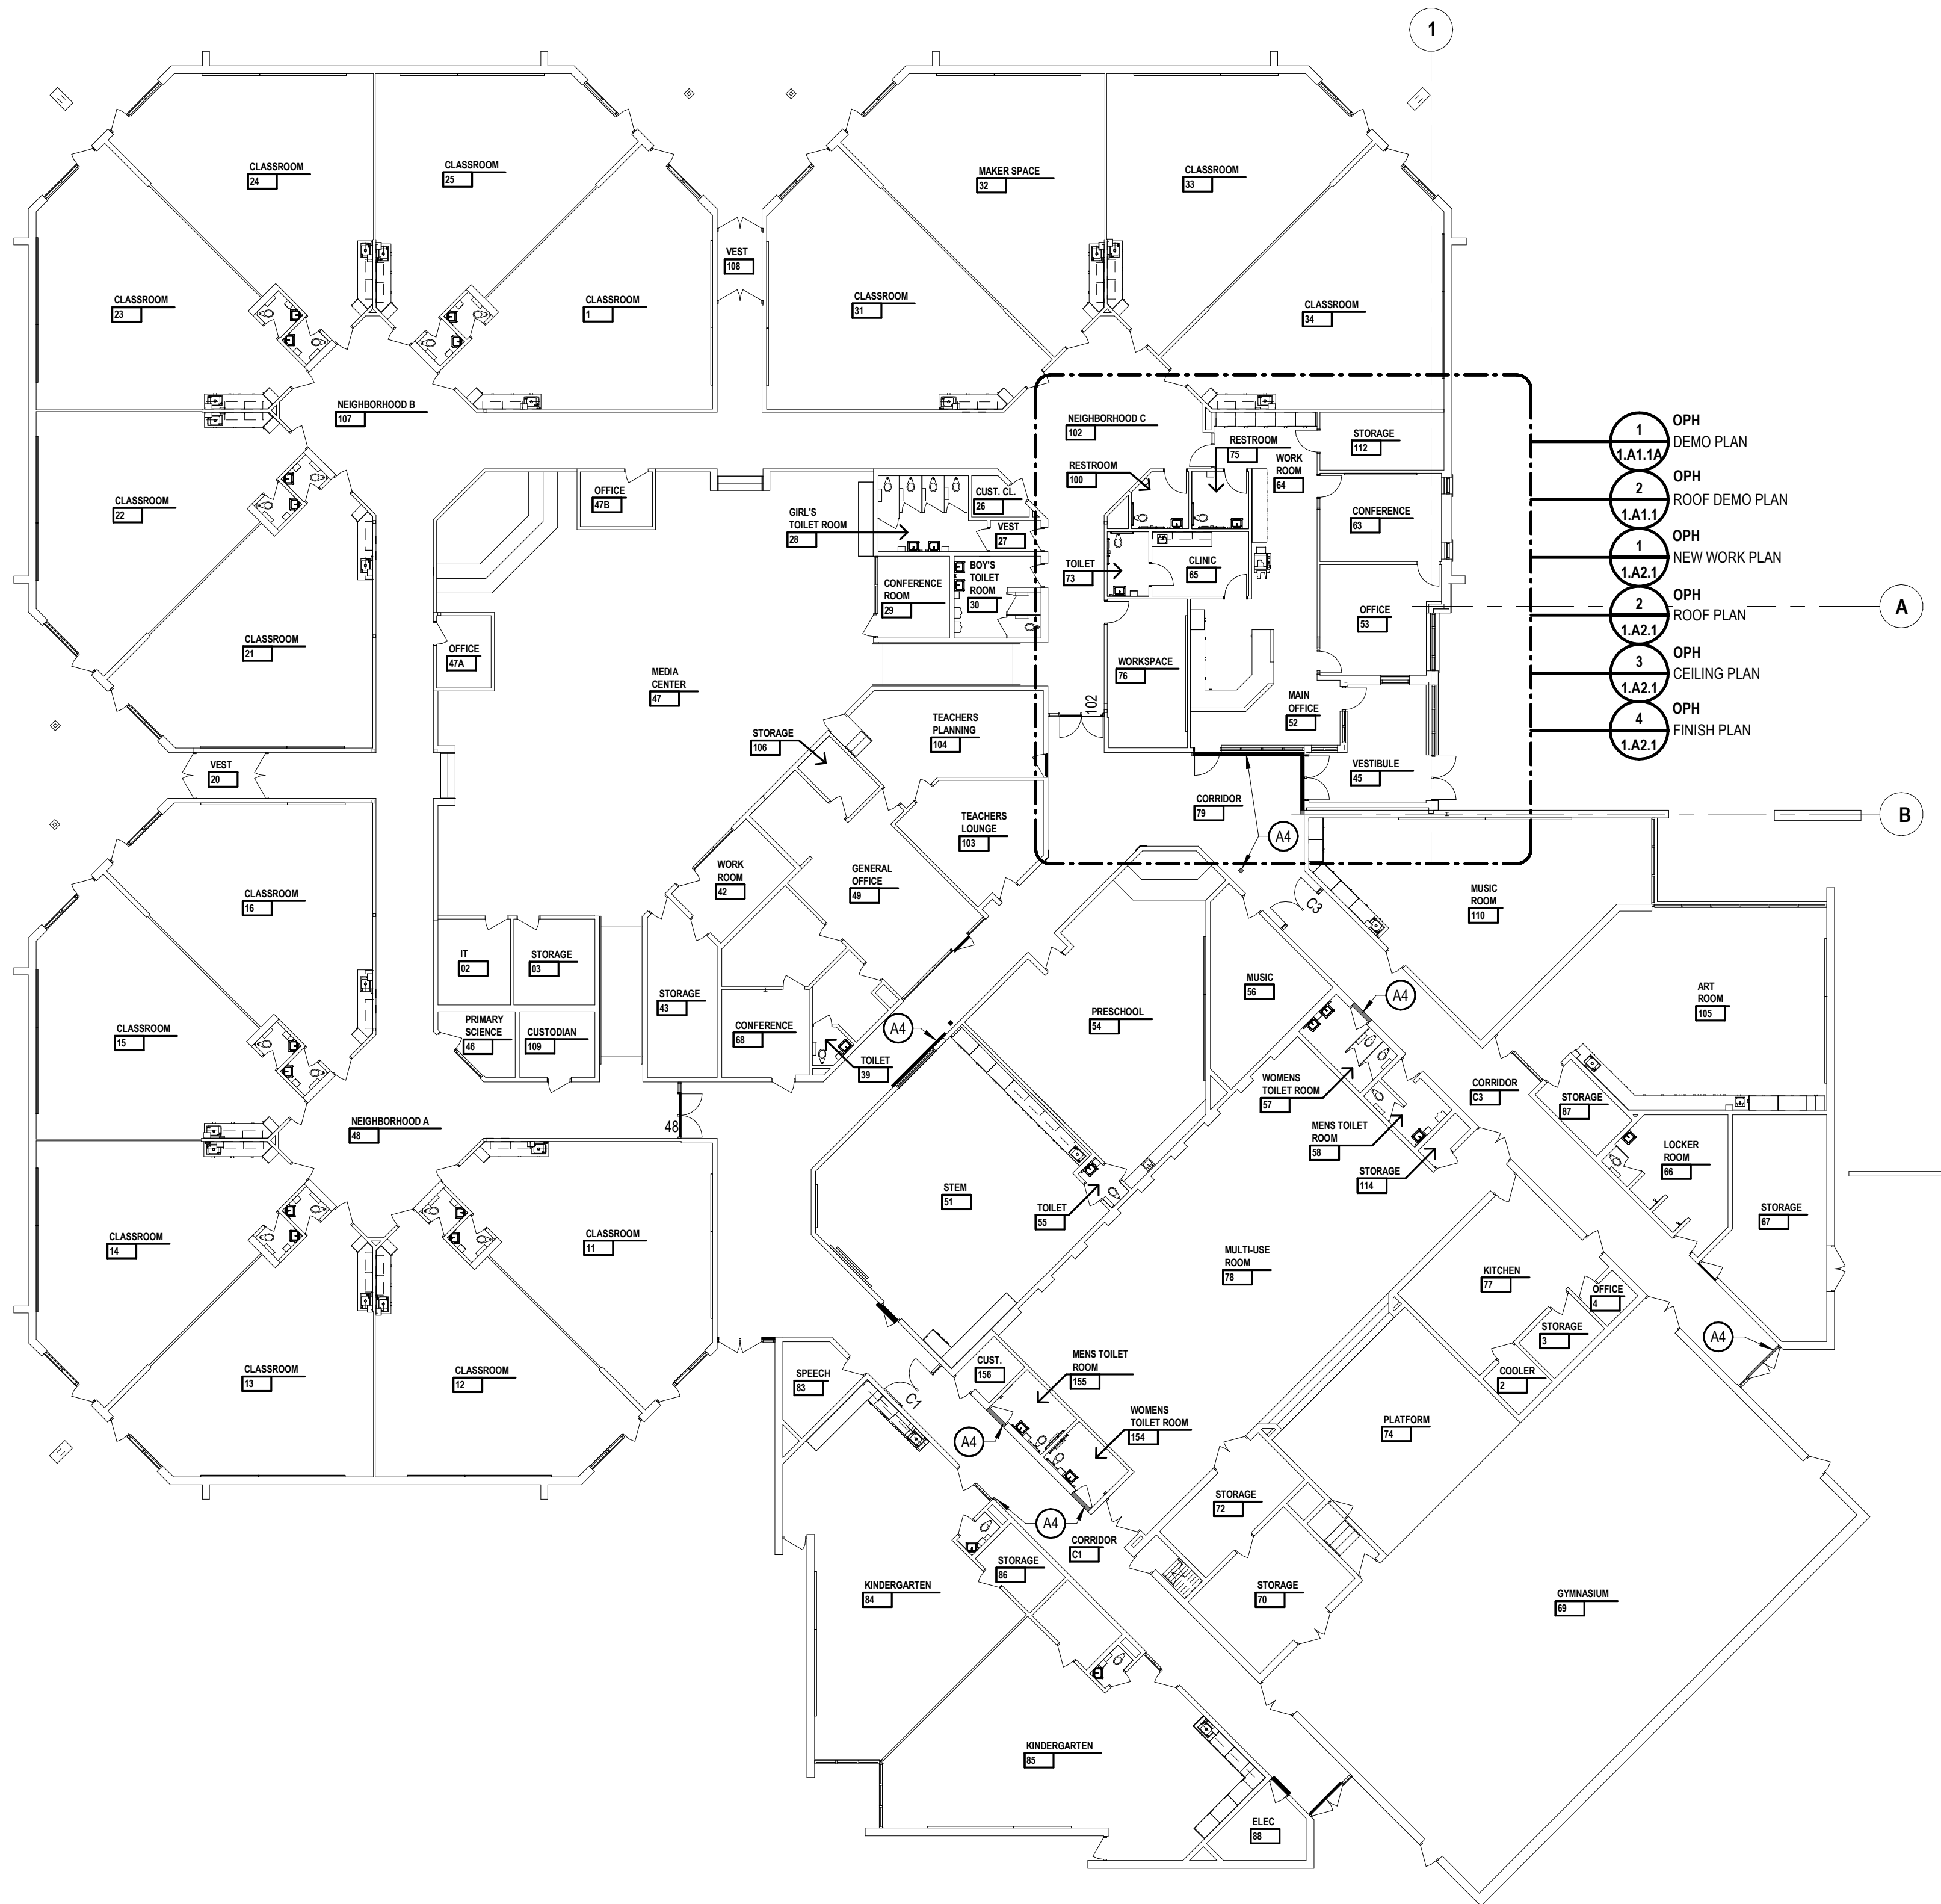 1
CLASSROOM
24
CLASSROOM
25
MAKER SPACE
32
CLASSROOM
33
VEST
108
CLASSROOM
23
CLASSROOM
1
CLASSROOM
31
CLASSROOM
34
NEIGHBORHOOD B
107
NEIGHBORHOOD C
102
RESTROOM
75
STORAGE
112
RESTROOM
100
WORK
ROOM
64
1
1.A1.1A
OPH
DEMO PLAN
2
1.A1.1
OPH
ROOF DEMO PLAN
1
1.A2.1
OPH
NEW WORK PLAN
2
1.A2.1
OPH
ROOF PLAN
3
1.A2.1
OPH
CEILING PLAN
4
1.A2.1
OPH
FINISH PLAN
A
B
CLASSROOM
22
OFFICE
47B
GIRL'S
TOILET ROOM
28
CUST. CL.
26
VEST
27
CONFERENCE
63
TOILET
73
CLINIC
65
CONFERENCE
ROOM
29
BOY'S
TOILET
ROOM
30
OFFICE
53
CLASSROOM
21
OFFICE
47A
MEDIA
CENTER
47
WORKSPACE
76
102
MAIN
OFFICE
52
TEACHERS
PLANNING
104
STORAGE
106
VEST
20
VESTIBULE
45
CORRIDOR
79
A4
TEACHERS
LOUNGE
103
WORK
ROOM
42
GENERAL
OFFICE
49
CLASSROOM
16
MUSIC
ROOM
110
C3
IT
02
STORAGE
03
STORAGE
43
MUSIC
56
A4
ART
ROOM
105
PRESCHOOL
54
CLASSROOM
15
PRIMARY
SCIENCE
46
CUSTODIAN
109
CONFERENCE
68
A4
TOILET
39
WOMENS
TOILET ROOM
57
CORRIDOR
C3
STORAGE
87
NEIGHBORHOOD A
48
48
MENS TOILET
ROOM
58
LOCKER
ROOM
66
STORAGE
114
STEM
51
TOILET
55
STORAGE
67
CLASSROOM
14
CLASSROOM
11
MULTI-USE
ROOM
78
KITCHEN
77
OFFICE
4
STORAGE
3
A4
CLASSROOM
13
CLASSROOM
12
SPEECH
83
C1
CUST.
156
MENS TOILET
ROOM
155
COOLER
2
WOMENS
TOILET ROOM
154
PLATFORM
74
A4
STORAGE
72
A4
CORRIDOR
C1
STORAGE
86
KINDERGARTEN
84
STORAGE
70
GYMNASIUM
69
KINDERGARTEN
85
ELEC
88